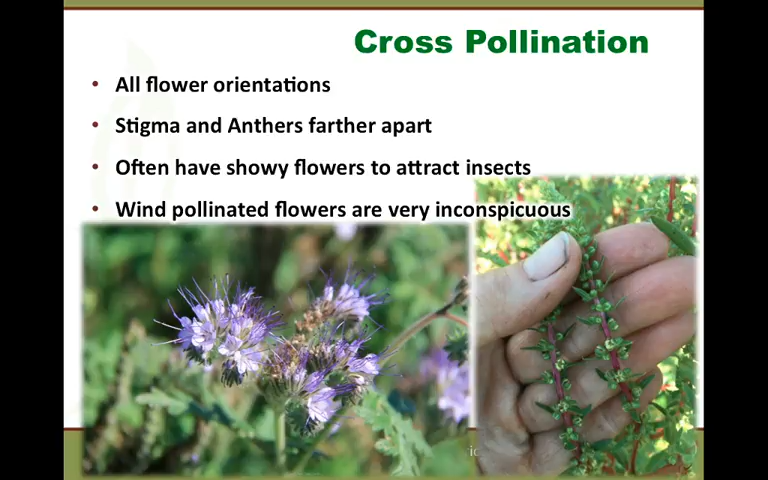 Cross Pollination
• All flower orientations
• Stigma and Anthers farther apart
• Often have showy flowers to attract insects
• Wind pollinated flowers are very inconspicuous